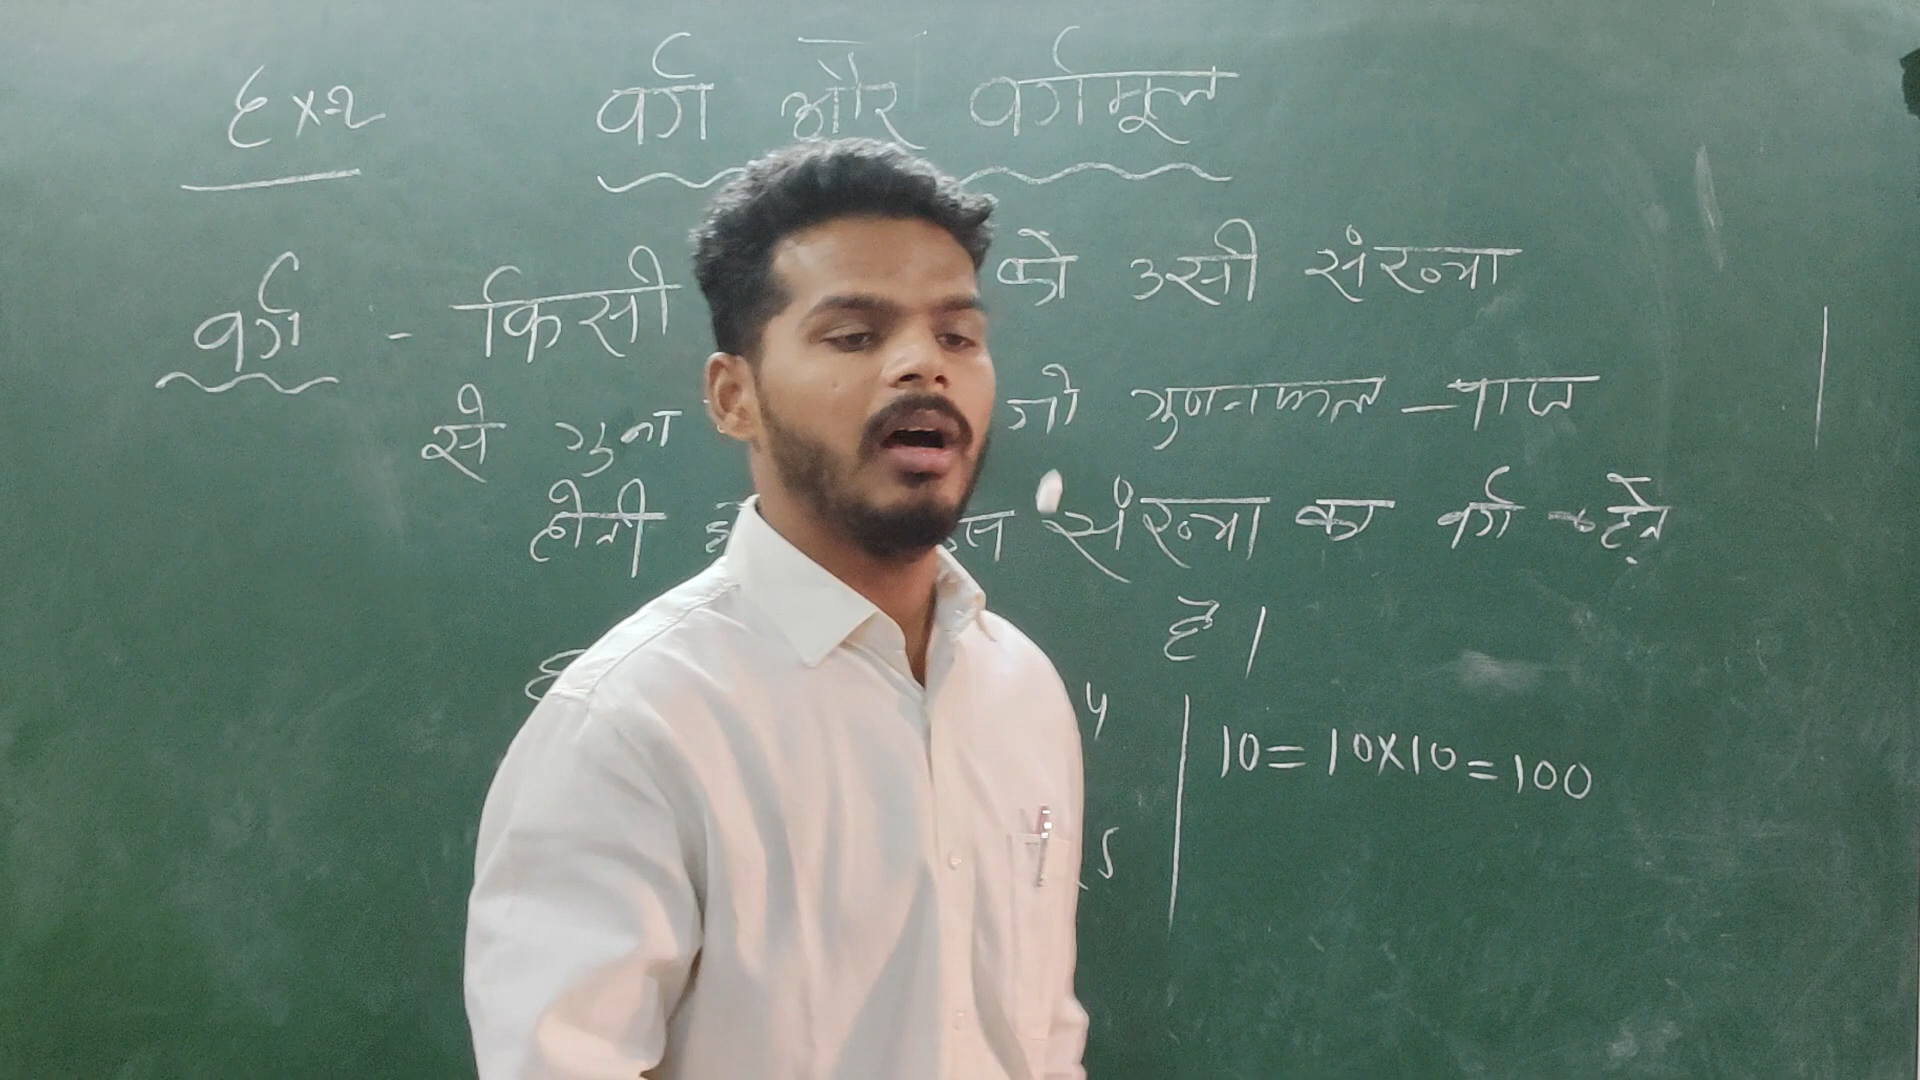 Ex-2 वर्ग और वर्गमूल
वर्ग - किसी को उसी संख्या
से गुना जो गुणनफल प्राप्त
होती संख्या का वर्ग कहते
है।
10=10×10=100